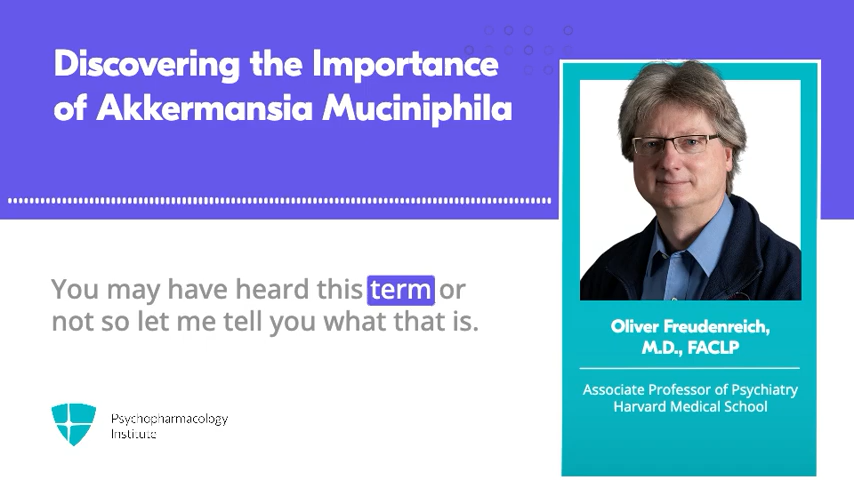 Discovering the Importance
of Akkermansia Muciniphila
You may have heard this term or
not so let me tell you what that is.
Psychopharmacology
Institute
Oliver Freudenreich,
M.D., FACLP
Associate Professor of Psychiatry
Harvard Medical School